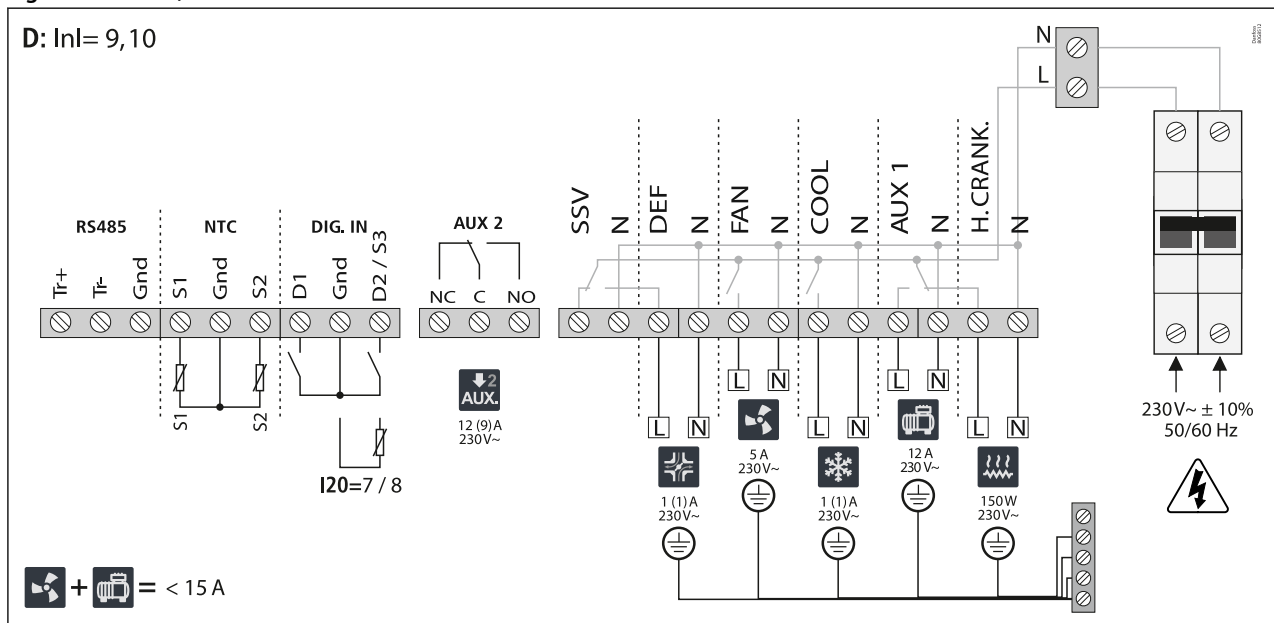 D: InI= 9,10
N
L
RS485
NTC
DIG. IN
AUX 2
SSV
N
DEF
N
FAN
N
COOL
N
AUX 1
N
H.CRANK.
N
Tr+
Tr-
Gnd
S1
Gnd
S2
D1
Gnd
D2 / S3
NC
C
NO
S1
S2
I20=7 / 8
2
AUX.
12 (9) A
230V~
L
N
1 (1) A
230V~
L
N
5 A
230V~
L
N
1 (1) A
230V~
L
N
12 A
230V~
L
N
150W
230V~
230V~ ± 10%
50/60 Hz
+
= < 15 A